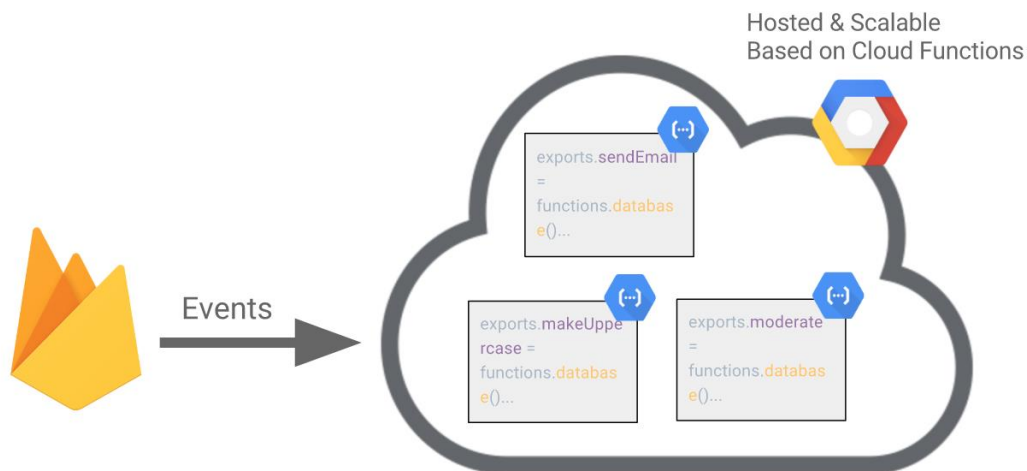 Hosted & Scalable
Based on Cloud Functions
exports.sendEmail
=
functions.databas
e()...
Events
exports.makeUppe
rcase =
functions.databas
e()...
exports.moderate
=
functions.databas
e()...